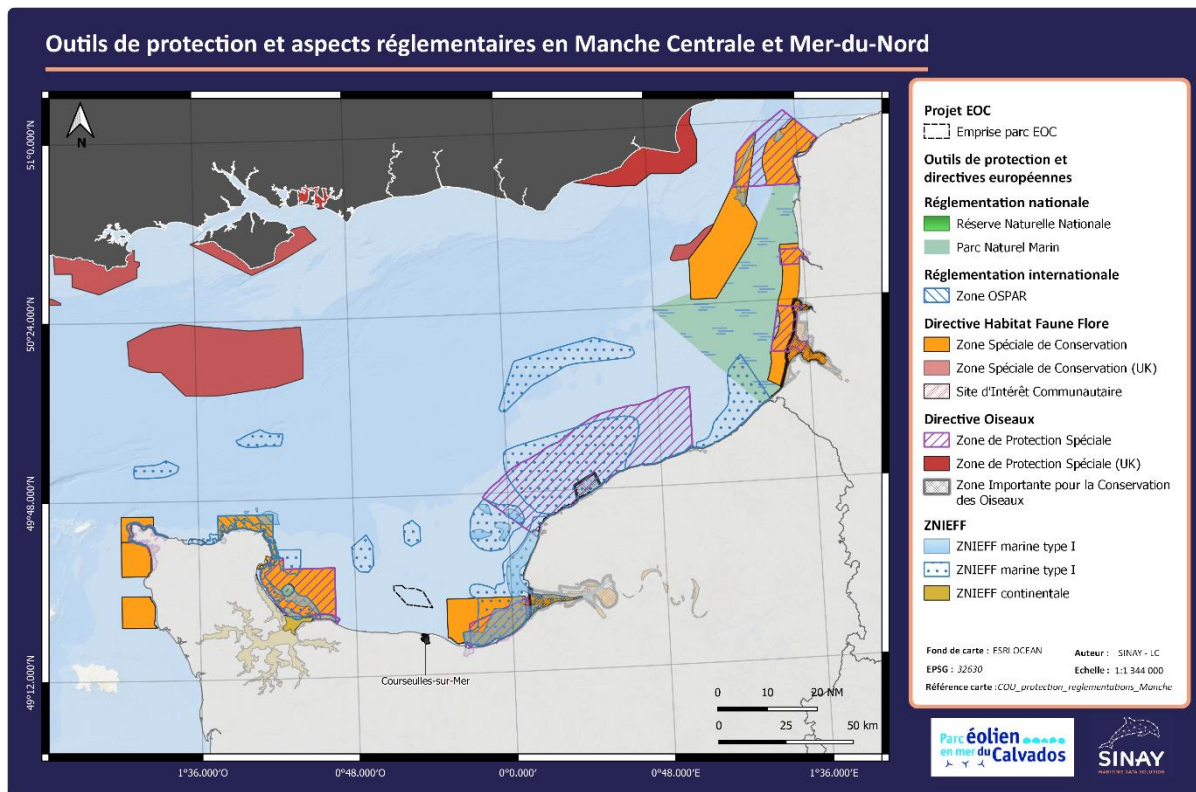 Outils de protection et aspects réglementaires en Manche Centrale et Mer-du-Nord
N
51°0.000'N
50°24.000'N
49°48.000'N
49°12.000'N
1°36.000'O
0°48.000'O
0°0.000'
0°48.000'E
1°36.000'E
Courseulles-sur-Mer
0 10 20 NM
0 25 50 km
Projet EOC
Emprise parc EOC
Outils de protection et
directives européennes
Réglementation nationale
Réserve Naturelle Nationale
Parc Naturel Marin
Réglementation internationale
Zone OSPAR
Directive Habitat Faune Flore
Zone Spéciale de Conservation
Zone Spéciale de Conservation (UK)
Site d'Intérêt Communautaire
Directive Oiseaux
Zone de Protection Spéciale
Zone de Protection Spéciale (UK)
Zone Importante pour la Conservation
des Oiseaux
ZNIEFF
ZNIEFF marine type I
ZNIEFF marine type I
ZNIEFF continentale
Fond de carte : ESRI OCEAN
Auteur : SINAY - LC
EPSG : 32630
Echelle : 1:1 344 000
Référence carte : COU_protection_reglementations_Manche
Parc éolien
en mer du Calvados
SINAY
MARITIME DATA SOLUTION